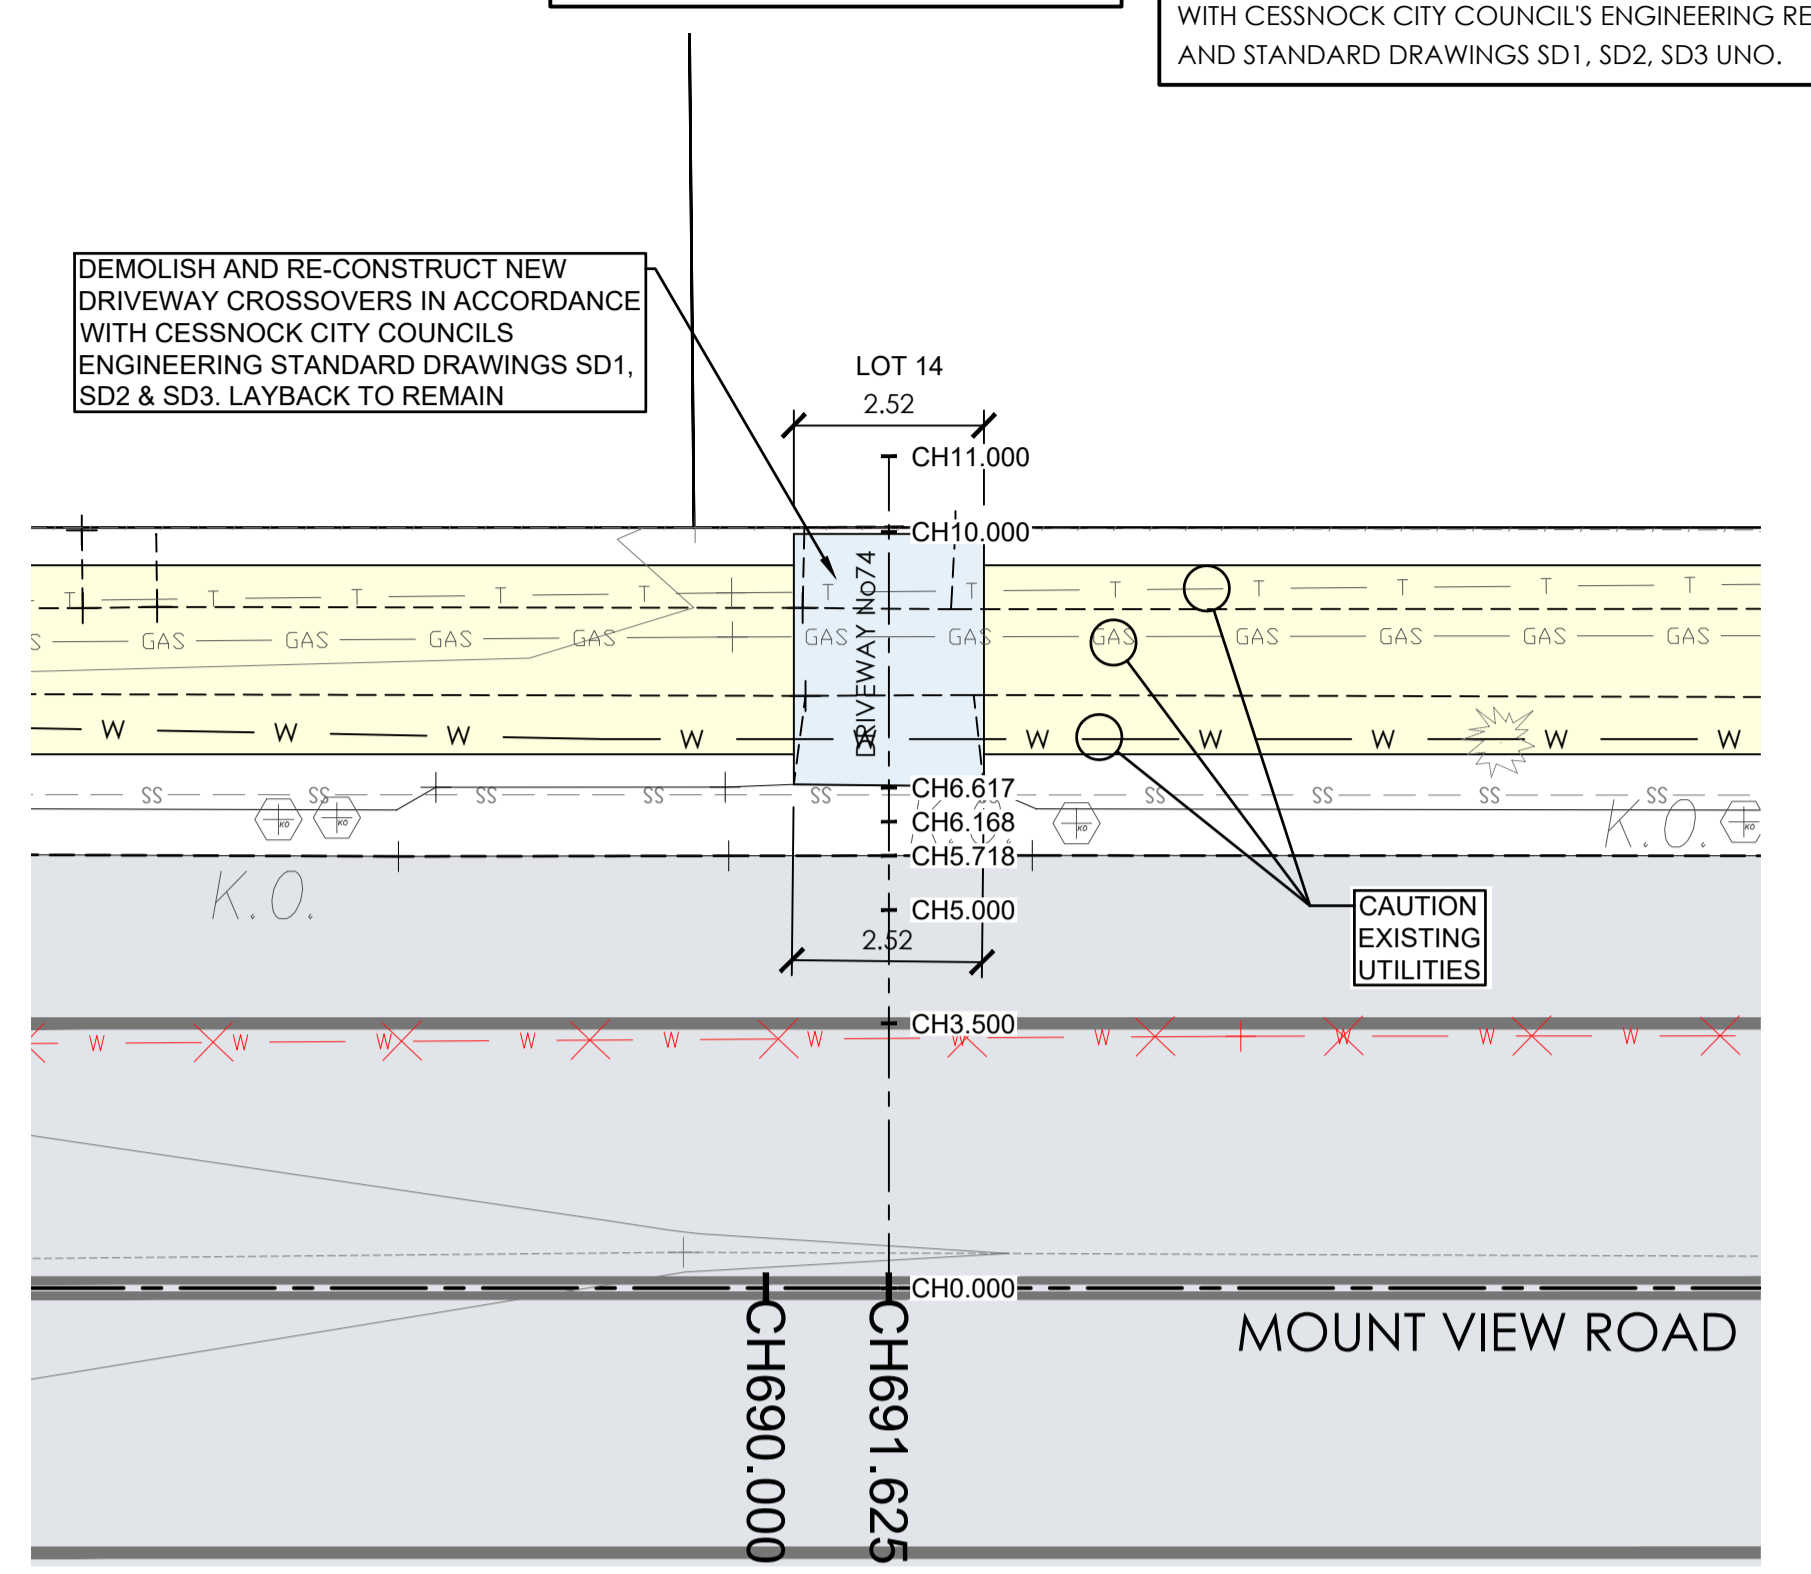 WITH CESSNOCK CITY COUNCIL'S ENGINEERING RE
AND STANDARD DRAWINGS SD1, SD2, SD3 UNO.
DEMOLISH AND RE-CONSTRUCT NEW
DRIVEWAY CROSSOVERS IN ACCORDANCE
WITH CESSNOCK CITY COUNCILS
ENGINEERING STANDARD DRAWINGS SD1,
SD2 & SD3. LAYBACK TO REMAIN
LOT 14
2.52
CH11.000
CH10.000
DRIVEWAY No74
T T T T T T T T T T T T
S GAS GAS GAS GAS GAS GAS GAS GAS GAS GAS GAS
W W W W W W W W W W
CH6.617
SS SS SS SS SS SS SS SS SS
KO KO KO K.O. KO
CH6.168
CH5.718
K.O.
CH5.000
2.52
CAUTION
EXISTING
UTILITIES
CH3.500
W W W W W W W W W W W
CH0.000
MOUNT VIEW ROAD
CH690.000
CH691.625